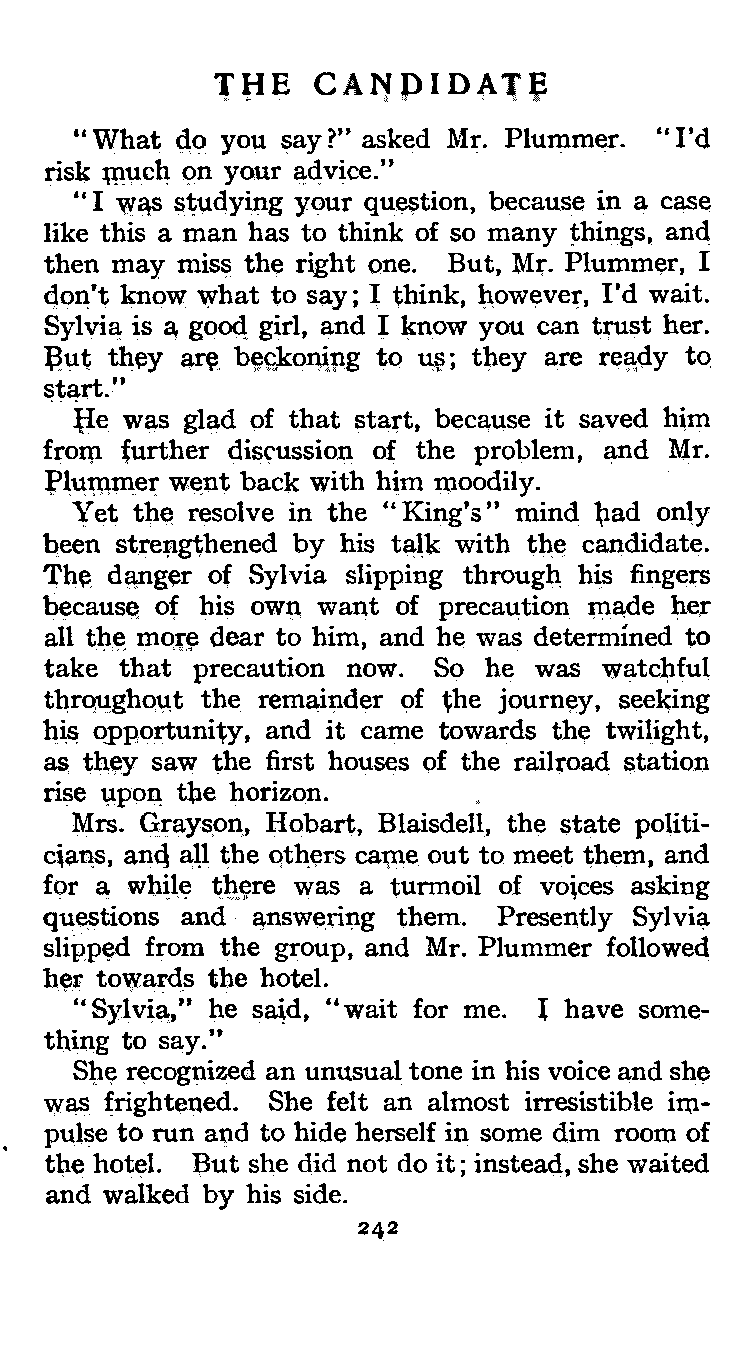 THE CANDIDATE
"What do you say?" asked Mr. Plummer. "I'd
risk much on your advice."
"I was studying your question, because in a case
like this a man has to think of so many things, and
then may miss the right one. But, Mr. Plummer, I
don't know what to say; I think, however, I'd wait.
Sylvia is a good girl, and I know you can trust her.
But they are beckoning to us; they are ready to
start."
He was glad of that start, because it saved him
from further discussion of the problem, and Mr.
Plummer went back with him moodily.
Yet the resolve in the "King's" mind had only
been strengthened by his talk with the candidate.
The danger of Sylvia slipping through his fingers
because of his own want of precaution made her
all the more dear to him, and he was determined to
take that precaution now. So he was watchful
throughout the remainder of the journey, seeking
his opportunity, and it came towards the twilight,
as they saw the first houses of the railroad station
rise upon the horizon.
Mrs. Grayson, Hobart, Blaisdell, the state politi-
cians, and all the others came out to meet them, and
for a while there was a turmoil of voices asking
questions and answering them. Presently Sylvia
slipped from the group, and Mr. Plummer followed
her towards the hotel.
"Sylvia," he said, "wait for me. I have some-
thing to say."
She recognized an unusual tone in his voice and she
was frightened. She felt an almost irresistible im-
pulse to run and to hide herself in some dim room of
the hotel. But she did not do it; instead, she waited
and walked by his side.
242